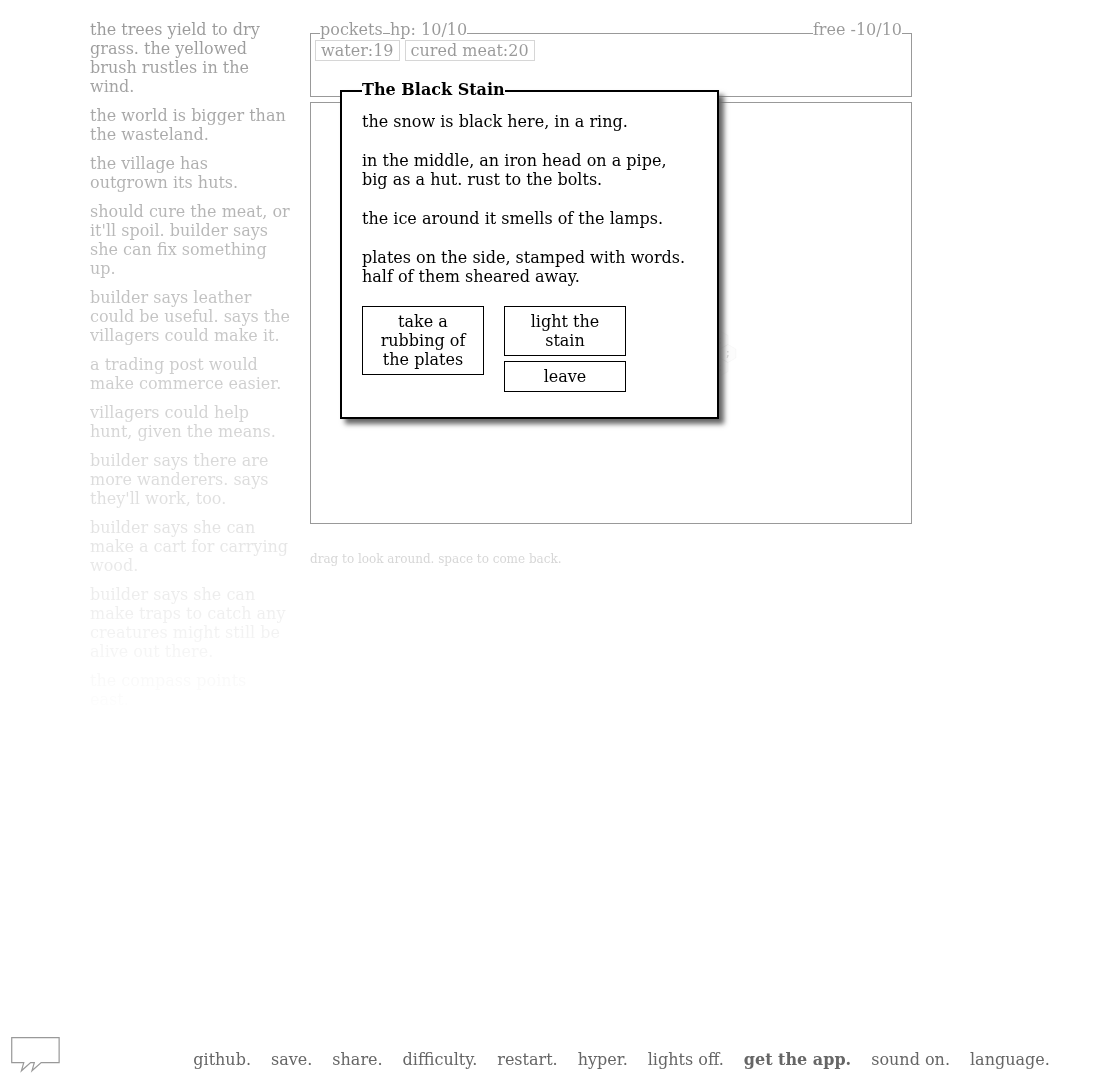 the trees yield to dry
grass. the yellowed
brush rustles in the
wind.
the world is bigger than
the wasteland.
the village has
outgrown its huts.
should cure the meat, or
it'll spoil. builder says
she can fix something
up.
builder says leather
could be useful. says the
villagers could make it.
a trading post would
make commerce easier.
villagers could help
hunt, given the means.
builder says there are
more wanderers. says
they'll work, too.
builder says she can
make a cart for carrying
wood.
builder says she can
make traps to catch any
creatures might still be
alive out there
the compass points
pockets hp: 10/10
free -10/10
water:19 cured meat:20
The Black Stain
the snow is black here, in a ring.
in the middle, an iron head on a pipe,
big as a hut. rust to the bolts.
the ice around it smells of the lamps.
plates on the side, stamped with words.
half of them sheared away.
take a
rubbing of
the plates
light the
stain
leave
drag to look around. space to come back.
github. save. share. difficulty. restart. hyper. lights off. get the app. sound on. language.